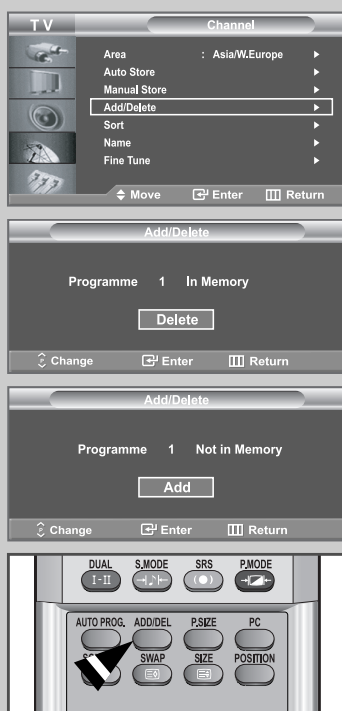 TV Channel
Area : Asia/W.Europe
Auto Store
Manual Store
Add/Delete
Sort
Name
Fine Tune
Move Enter Return
Add/Delete
Programme 1 In Memory
Delete
P Change Enter Return
Add/Delete
Programme 1 Not in Memory
Add
P Change Enter Return
DUAL S.MODE SRS P.MODE
I-II
AUTO PROG. ADD/DEL P.SIZE PC
SWAP SIZE POSITION